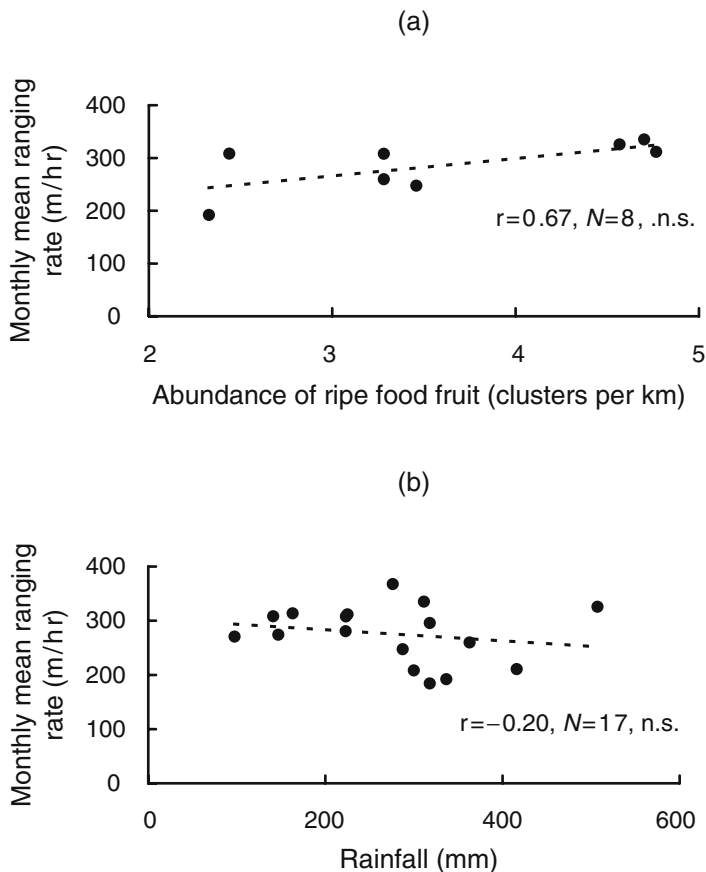 (a)
Monthly mean ranging
rate (m/hr)
400
300
200
100
0
r=0.67, N=8, .n.s.
2
3
4
5
Abundance of ripe food fruit (clusters per km)
(b)
Monthly mean ranging
rate (m/hr)
400
300
200
100
0
r=−0.20, N=17, n.s.
0
200
400
600
Rainfall (mm)